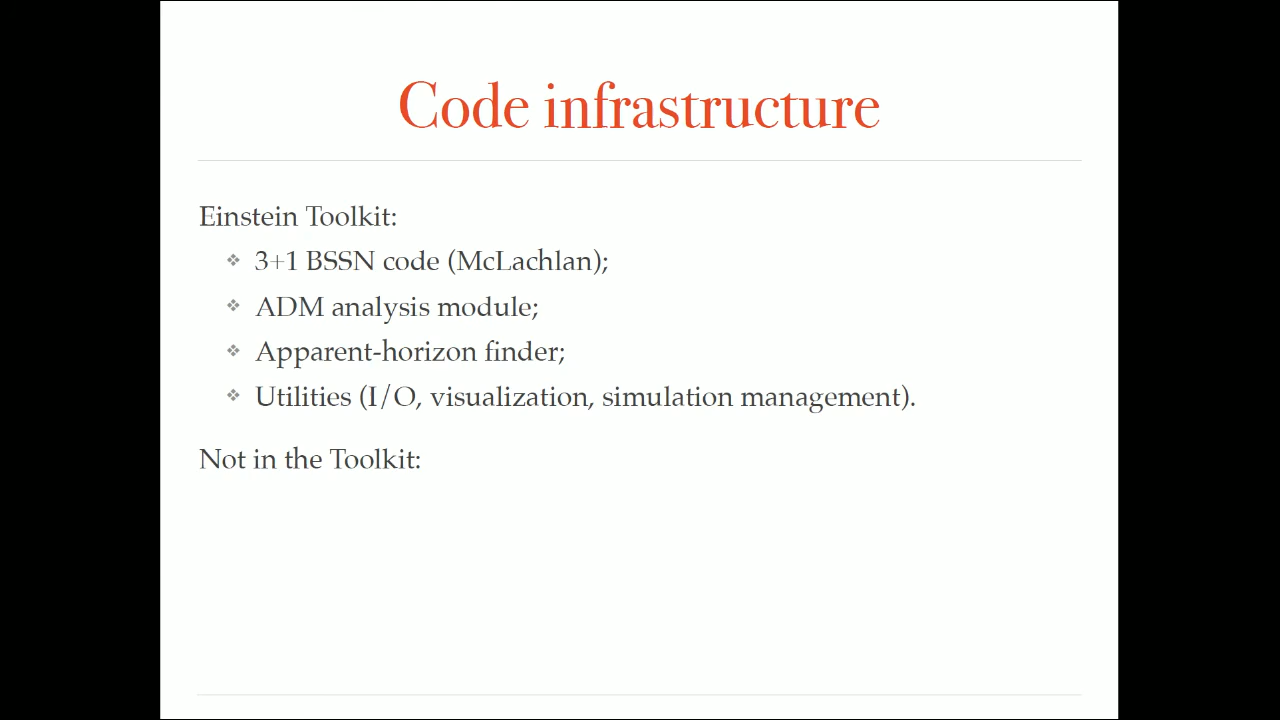 Code infrastructure
Einstein Toolkit:
❖ 3+1 BSSN code (McLachlan);
❖ ADM analysis module;
❖ Apparent-horizon finder;
❖ Utilities (I/O, visualization, simulation management).
Not in the Toolkit: